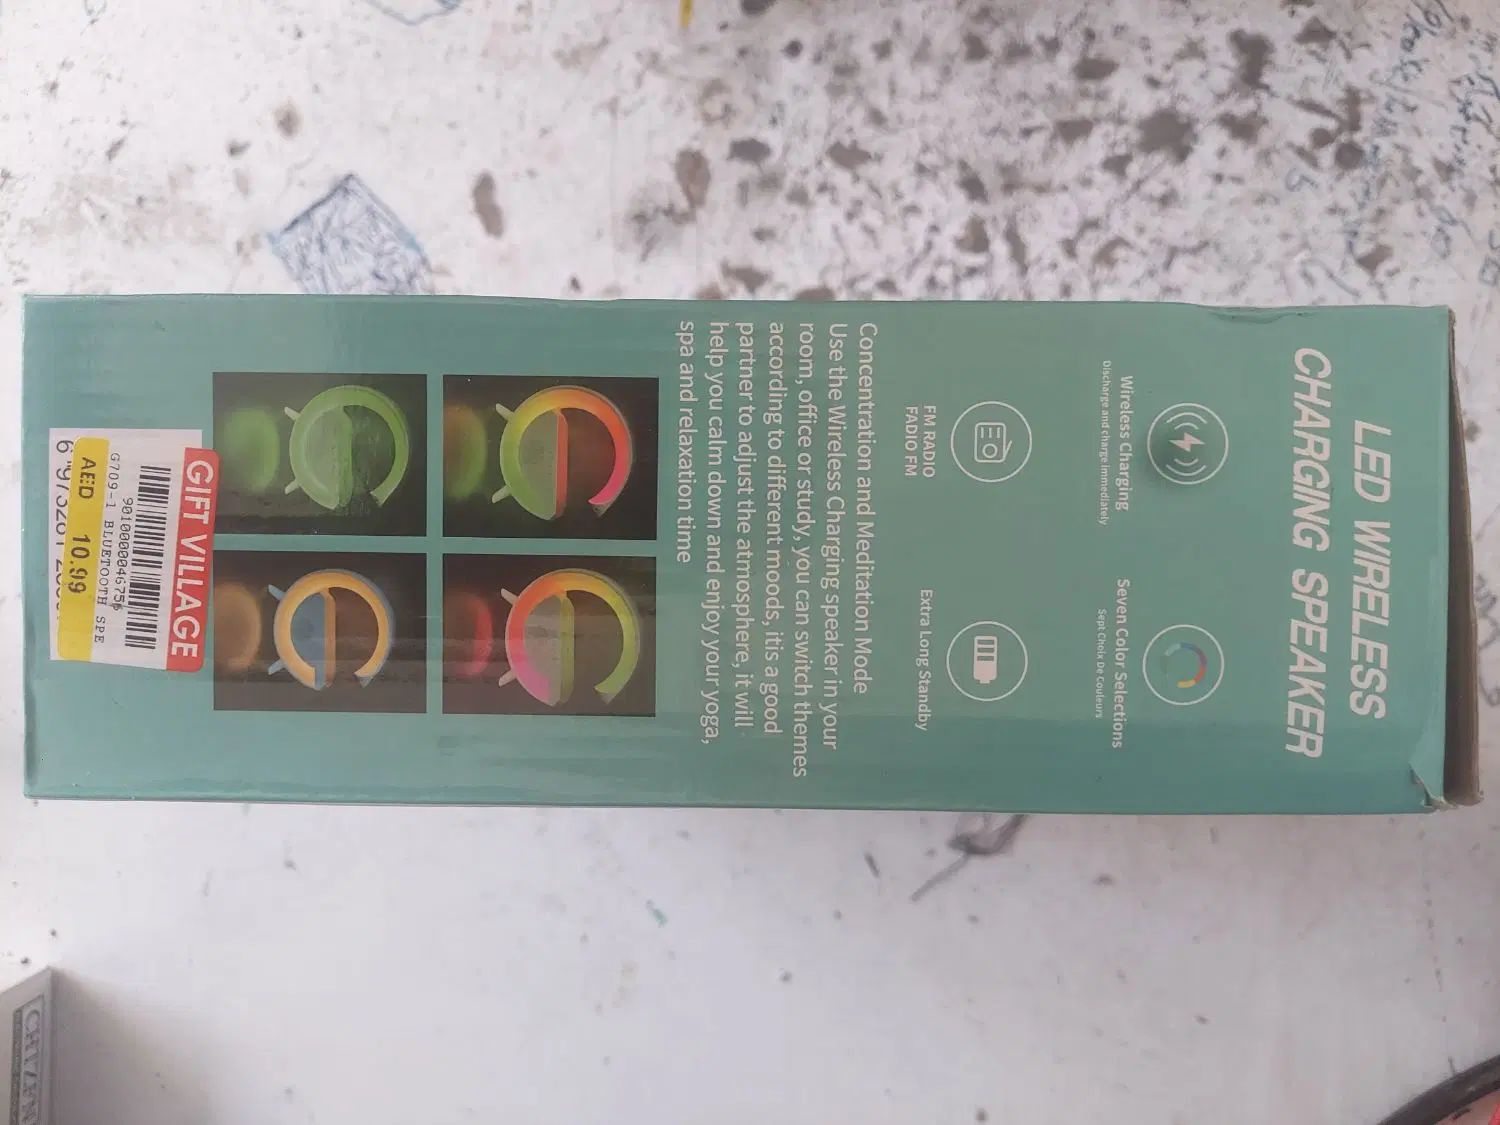 LED WIRELESS
CHARGING SPEAKER
Wireless Charging
Discharge and charge immediately
Seven Color Selections
Sept Choix De Couleurs
FM RADIO
FADIO FM
Extra Long Standby
Concentration and Meditation Mode
Use the Wireless Charging speaker in your
room, office or study, you can switch themes
according to different moods, it is a good
partner to adjust the atmosphere, it will
help you calm down and enjoy your yoga,
spa and relaxation time
GIFT VILLAGE
G709-1 BLUETOOTH SPE
AED 10.99
CITIZEN